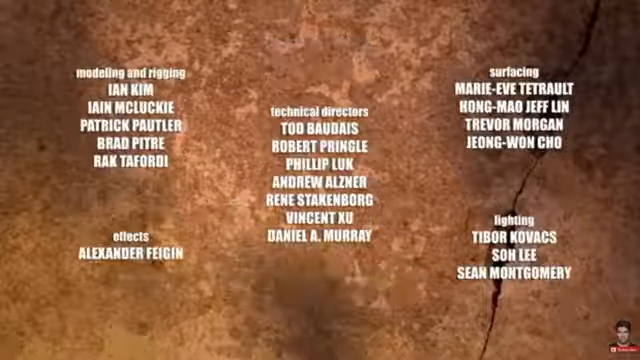 modeling and rigging
IAN KIM
IAIN MCLUCKIE
PATRICK PAUTLER
BRAD PITRE
RAK TAFORDI
effects
ALEXANDER FEIGIN
technical directors
TOD BAUDAIS
ROBERT PRINGLE
PHILLIP LUK
ANDREW ALZNER
RENE STAKENBORG
VINCENT XU
DANIEL A. MURRAY
surfacing
MARIE-EVE TETRAULT
HONG-MAO JEFF LIN
TREVOR MORGAN
JEONG-WON CHO
lighting
TIBOR KOVACS
SOH LEE
SEAN MONTGOMERY